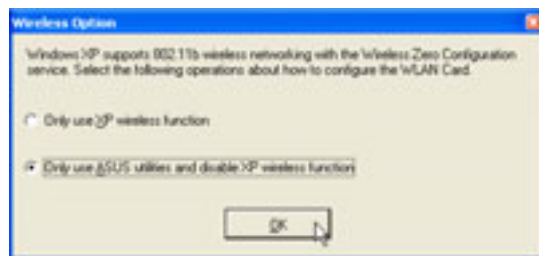 Wireless Option
Windows XP supports 802.11b wireless networking with the Wireless Zero Configuration
service. Select the following operations about how to configure the WLAN Card.
Only use XP wireless function
Only use ASUS utilities and disable XP wireless function
OK